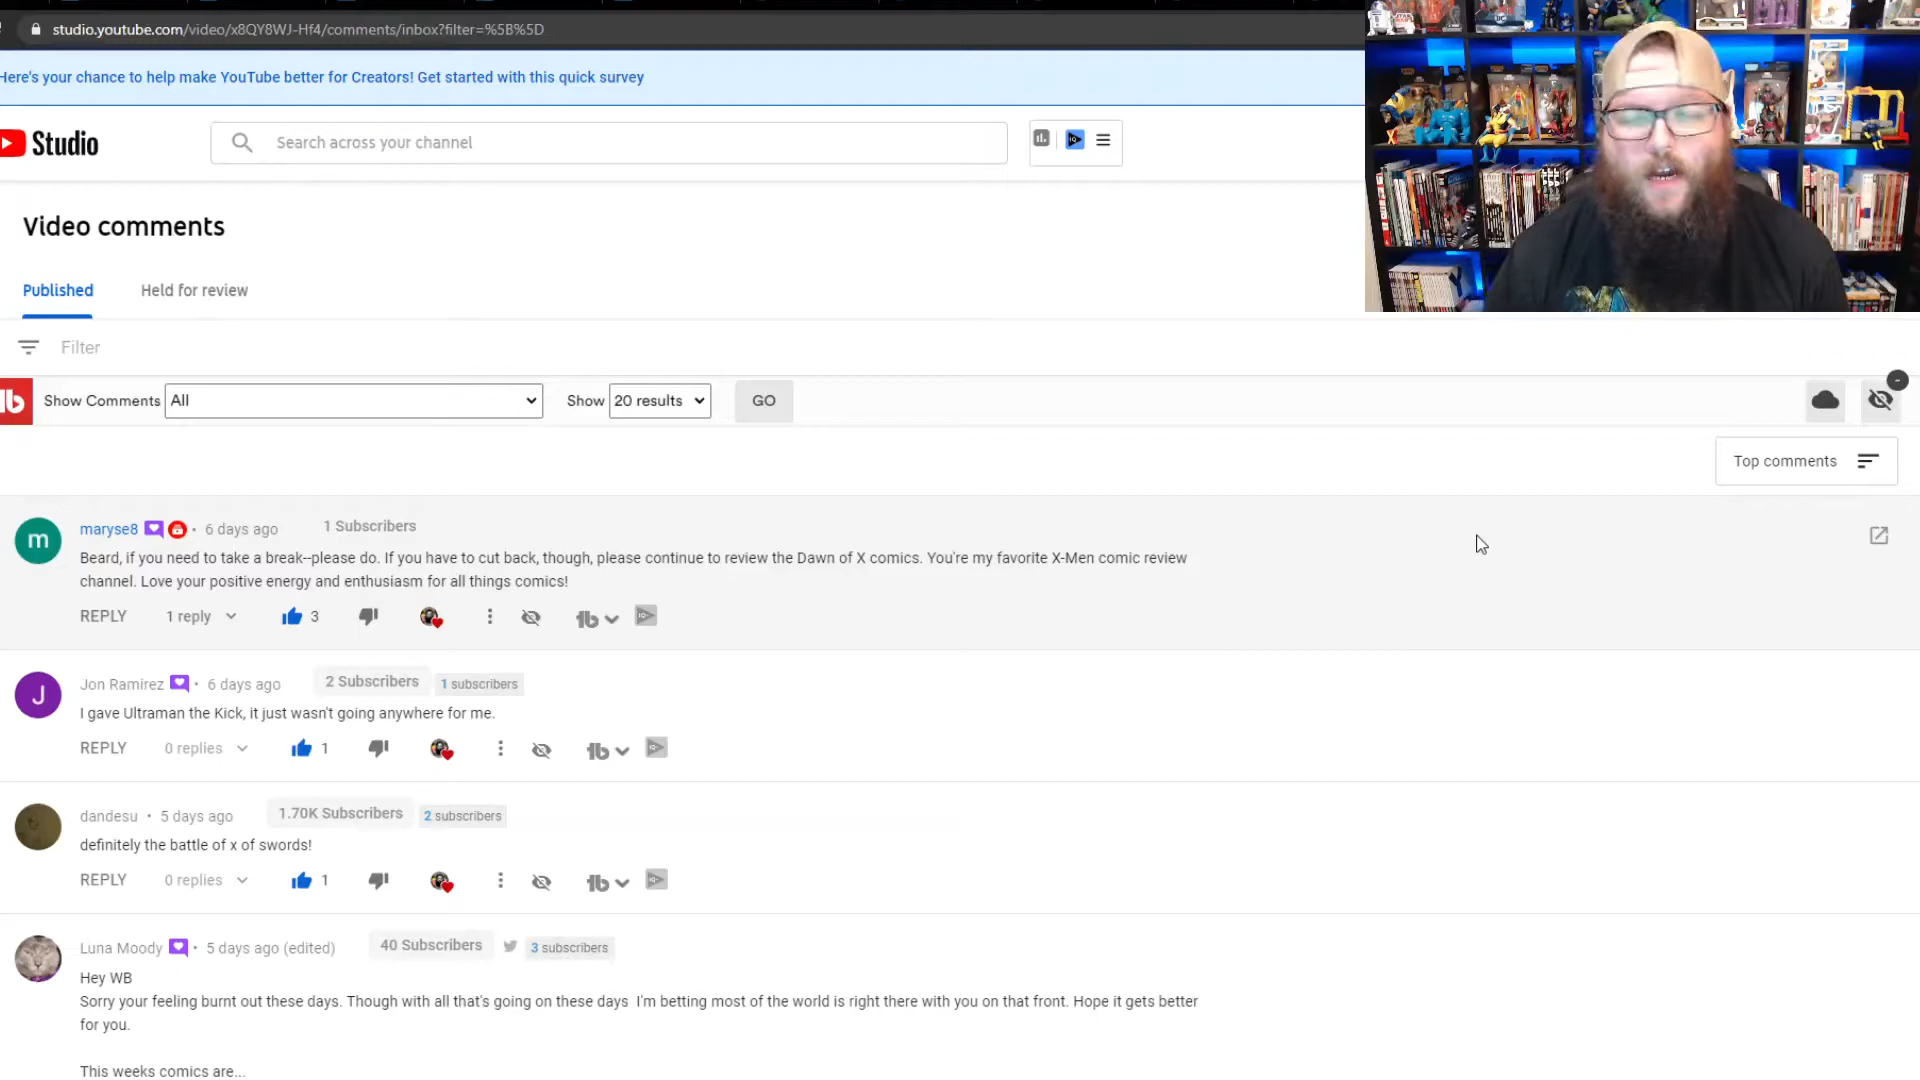 studio.youtube.com/video/x8QY8WJ-Hf4/comments/inbox?filter=%5B%5D
Here's your chance to help make YouTube better for Creators! Get started with this quick survey
Studio
Search across your channel
Video comments
Published
Held for review
Filter
Show Comments All Show 20 results GO
Top comments
maryse8 • 6 days ago 1 Subscribers
Beard, if you need to take a break--please do. If you have to cut back, though, please continue to review the Dawn of X comics. You're my favorite X-Men comic review
channel. Love your positive energy and enthusiasm for all things comics!
REPLY 1 reply 3
Jon Ramirez • 6 days ago 2 Subscribers 1 subscribers
I gave Ultraman the Kick, it just wasn't going anywhere for me.
REPLY 0 replies 1
dandesu • 5 days ago 1.70K Subscribers 2 subscribers
definitely the battle of x of swords!
REPLY 0 replies 1
Luna Moody • 5 days ago (edited) 40 Subscribers 3 subscribers
Hey WB
Sorry your feeling burnt out these days. Though with all that's going on these days I'm betting most of the world is right there with you on that front. Hope it gets better
for you.
This weeks comics are...